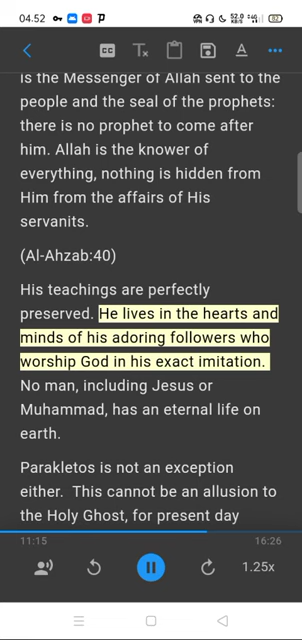 04.52
52.0
62
CC
is the Messenger of Allah sent to the
people and the seal of the prophets:
there is no prophet to come after
him. Allah is the knower of
everything, nothing is hidden from
Him from the affairs of His
servants.
(Al-Ahzab:40)
His teachings are perfectly
preserved. He lives in the hearts and
minds of his adoring followers who
worship God in his exact imitation.
No man, including Jesus or
Muhammad, has an eternal life on
earth.
Parakletos is not an exception
either. This cannot be an allusion to
the Holy Ghost, for present day
11:15 16:26
1.25x